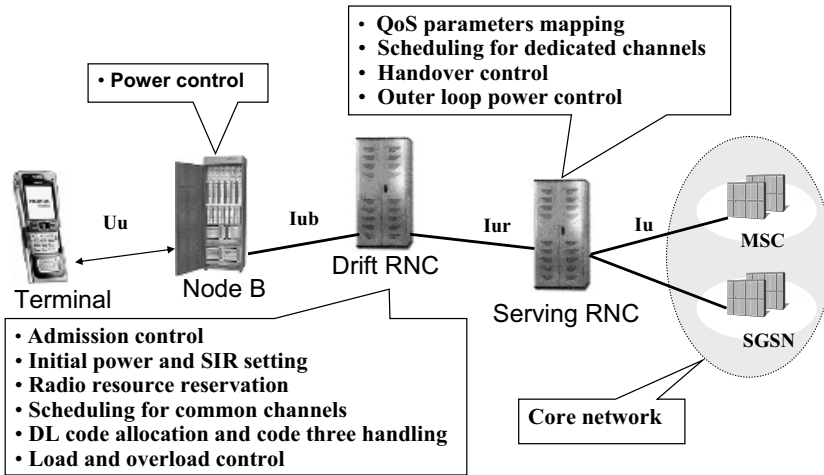 • QoS parameters mapping
• Scheduling for dedicated channels
• Handover control
• Outer loop power control
• Power control
Uu
Iub
Iur
Iu
MSC
Terminal
Node B
Drift RNC
Serving RNC
SGSN
• Admission control
• Initial power and SIR setting
• Radio resource reservation
• Scheduling for common channels
• DL code allocation and code three handling
• Load and overload control
Core network